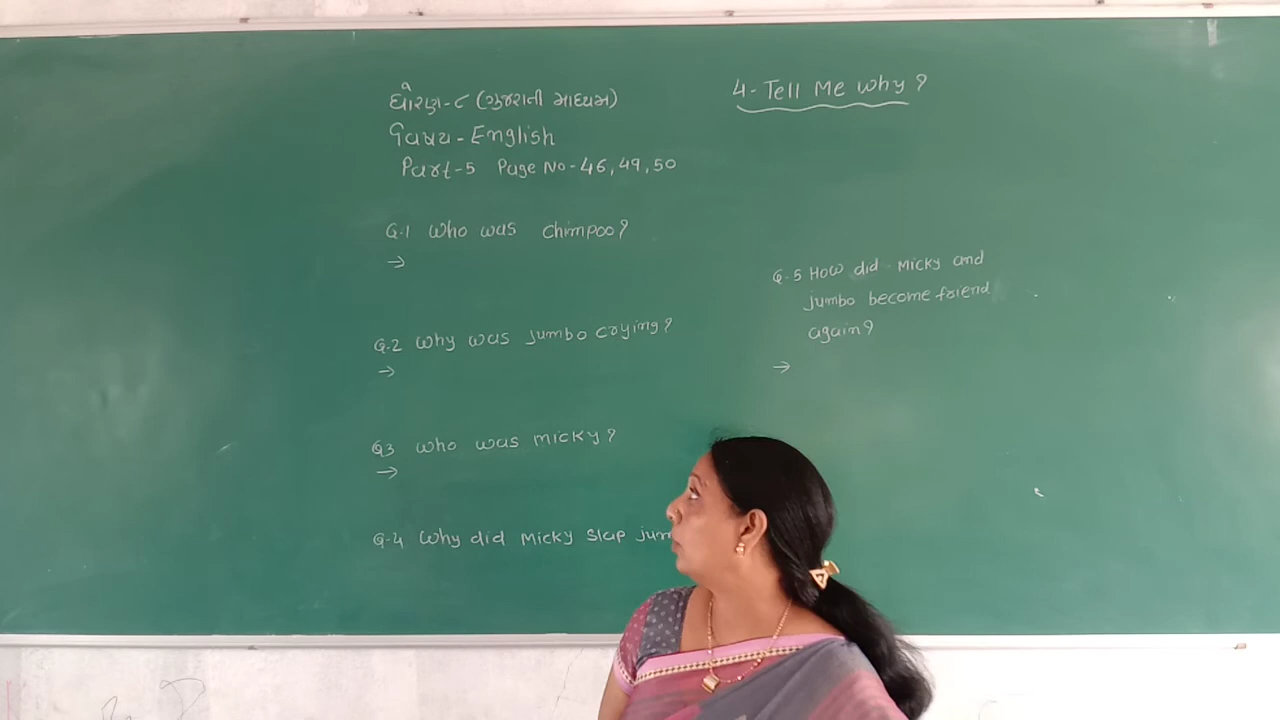 ધોરણ-૮ (ગુજરાતી માધ્યમ)
વિષય - English
Part-5 Page No-46,49,50
4-Tell Me Why?
Q.1 Who was Chimpoo?
→
Q.2 Why was jumbo crying?
→
Q3 who was micky?
→
Q-4 Why did micky slap
Q.5 How did micky and
jumbo become friend
again?
→